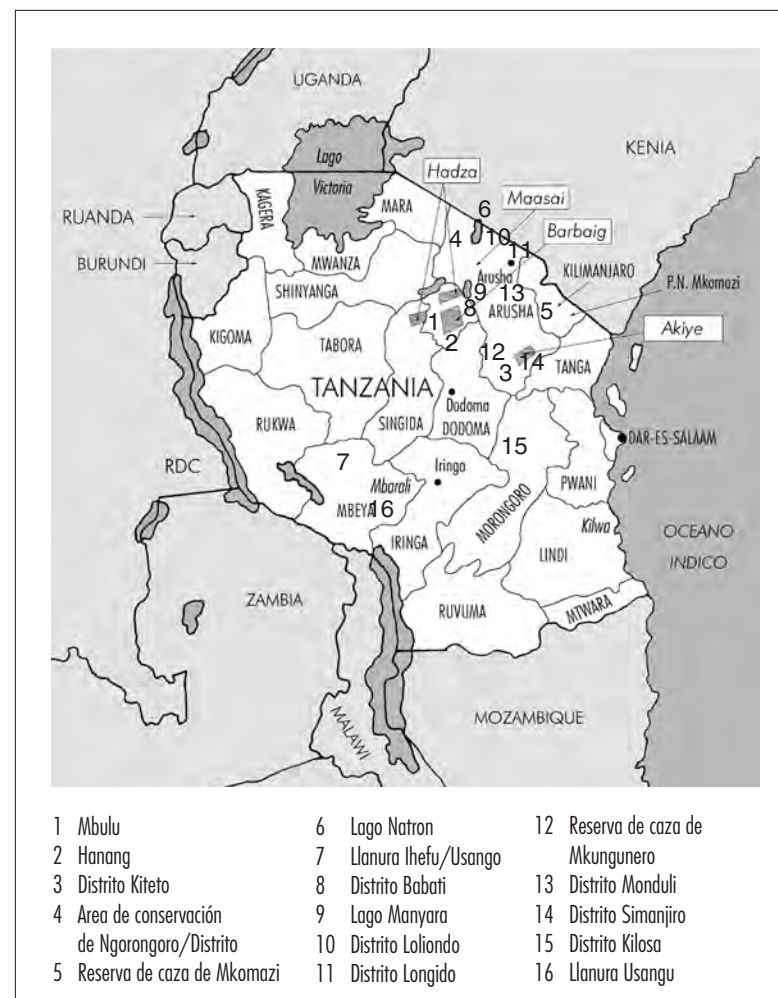 UGANDA
KENIA
Lago
Victoria
Hadza
Maasai
Barbaig
RUANDA
BURUNDI
KAGERA
MARA
MWANZA
6
4
10
11
Arusha
KILIMANJARO
P.N. Mkomazi
SHINYANGA
9
13
ARUSHA
5
1
8
2
Akiye
KIGOMA
TABORA
12
14
3
TANGA
TANZANIA
Dodoma
DODOMA
RUKWA
SINGIDA
DAR-ES-SALAAM
15
RDC
7
Iringo
PWANI
Mbarali
MBEYA
16
MORONGORO
Kilwa
IRINGA
LINDI
OCEANO
INDICO
ZAMBIA
RUVUMA
MTWARA
MALAWI
MOZAMBIQUE
1 Mbulu
2 Hanang
3 Distrito Kiteto
4 Area de conservación
de Ngorongoro/Distrito
5 Reserva de caza de Mkomazi
6 Lago Natron
7 Llanura Ihefu/Usango
8 Distrito Babati
9 Lago Manyara
10 Distrito Loliondo
11 Distrito Longido
12 Reserva de caza de
Mkungunero
13 Distrito Monduli
14 Distrito Simanjiro
15 Distrito Kilosa
16 Llanura Usangu